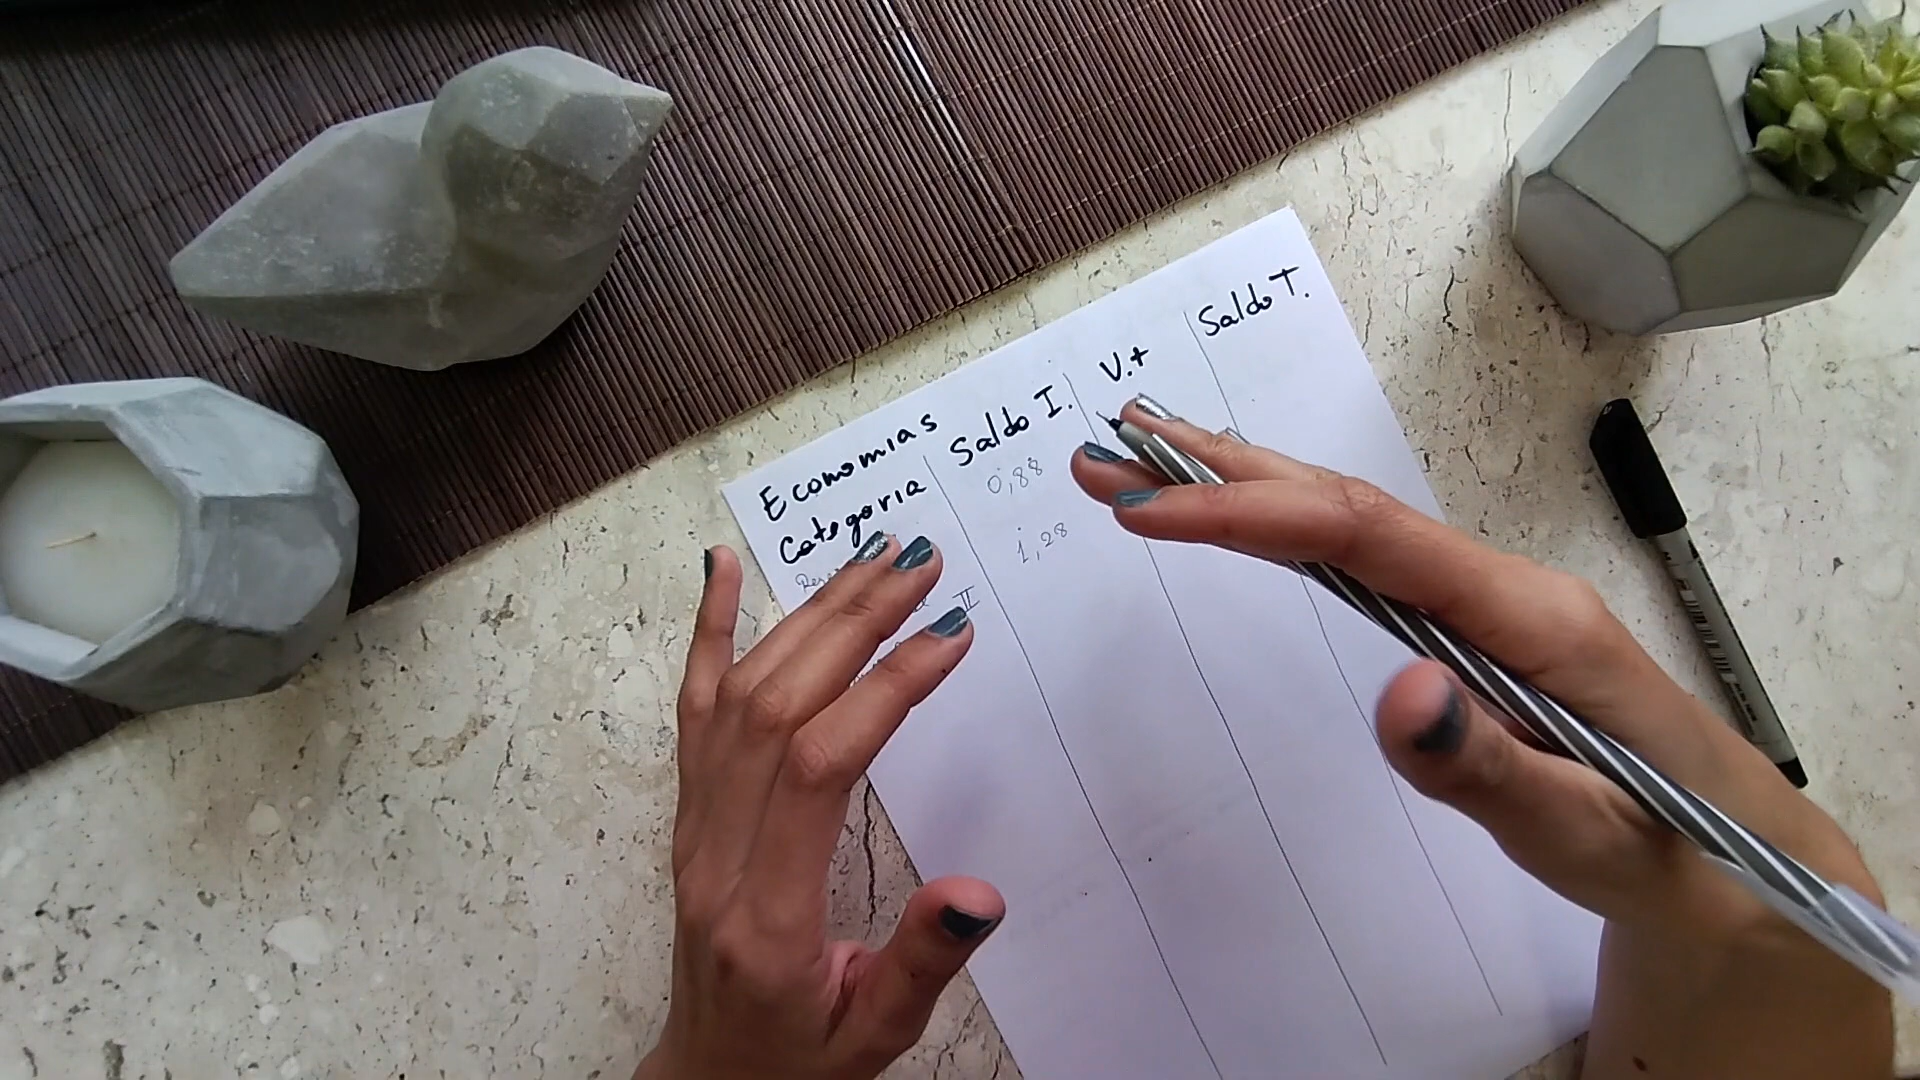 Economias
Categoria Saldo I. V.+ Saldo T.
0,88
II 1,28